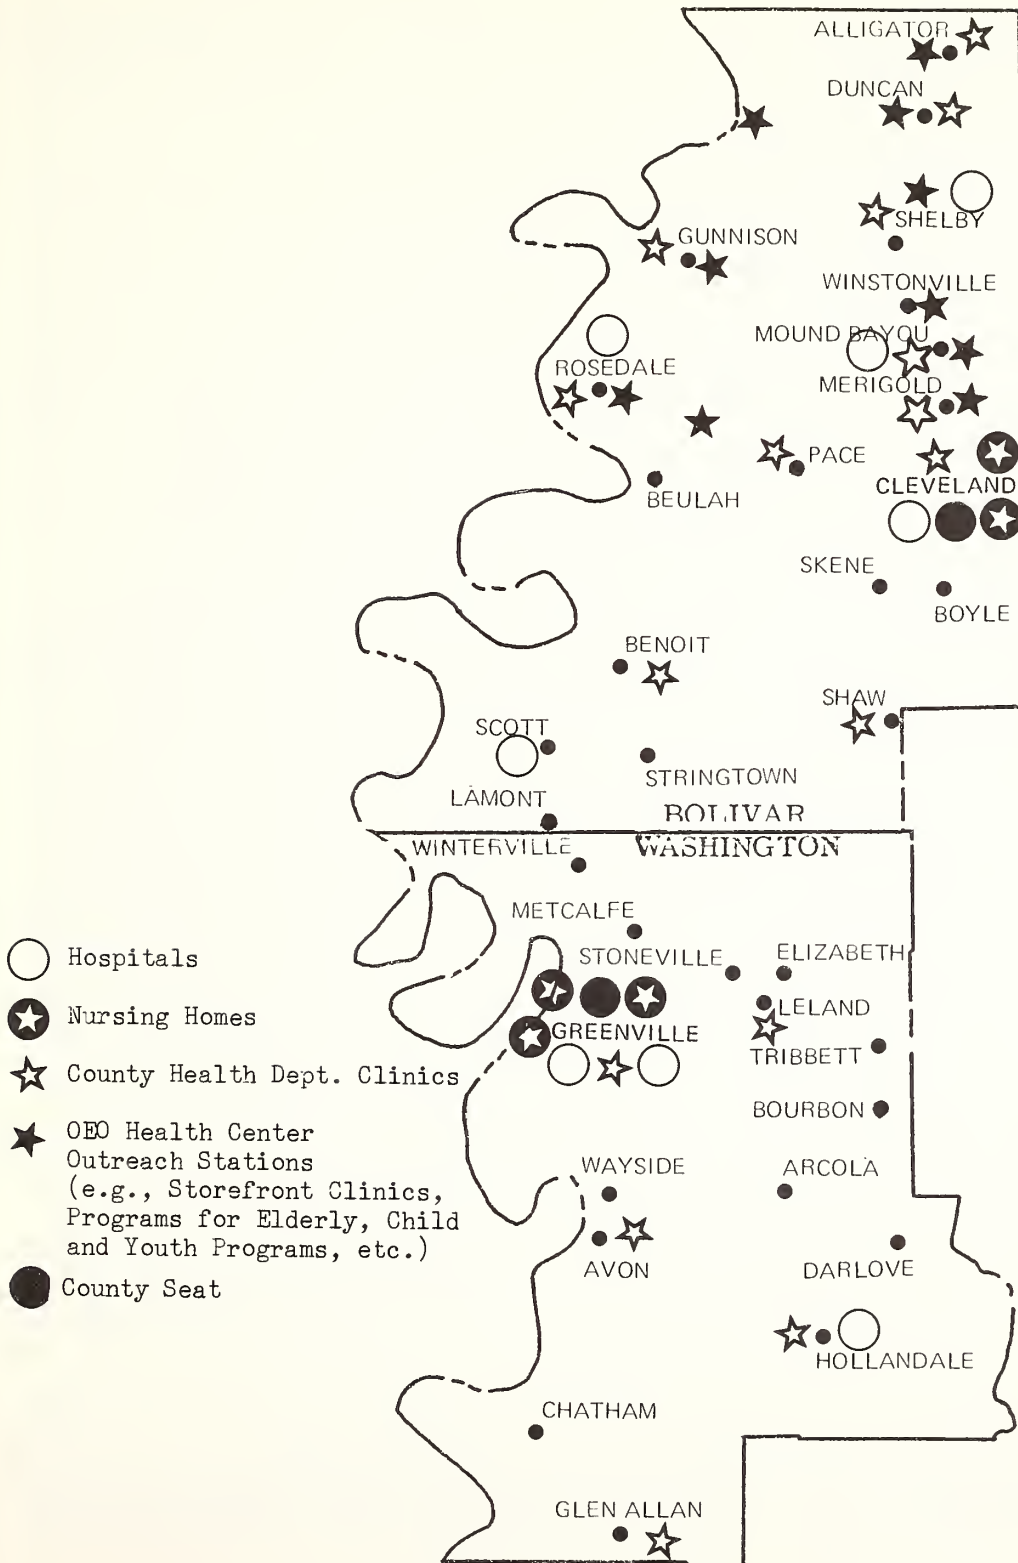 ALLIGATOR
DUNCAN
SHELBY
GUNNISON
WINSTONVILLE
MOUND BAYOU
ROSEDALE
MERIGOLD
PACE
BEULAH
CLEVELAND
SKENE
BOYLE
BENOIT
SHAW
SCOTT
STRINGTOWN
LAMONT
BOLIVAR
WINTERVILLE
WASHINGTON
METCALFE
STONEVILLE
ELIZABETH
LELAND
GREENVILLE
TRIBBETT
BOURBON
WAYSIDE
ARCOLA
AVON
DARLOVE
HOLLANDALE
CHATHAM
GLEN ALLAN
Hospitals
Nursing Homes
County Health Dept. Clinics
OEO Health Center
Outreach Stations
(e.g., Storefront Clinics,
Programs for Elderly, Child
and Youth Programs, etc.)
County Seat